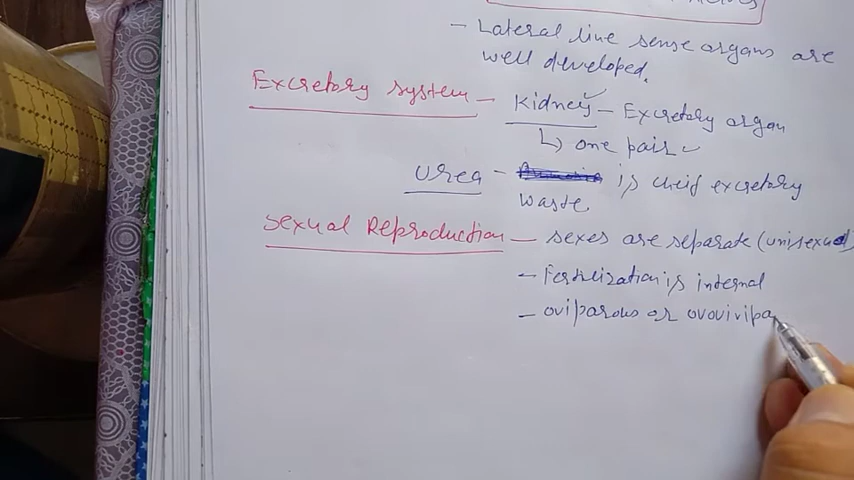 - Lateral line sense organs are
well developed.
Excretory system - Kidney - Excretory organ
↳ one pair
Urea - is cheif excretory
waste
Sexual Reproduction - sexes are separate (unisexual)
- Fertilization is internal
- oviparous or ovovivipa